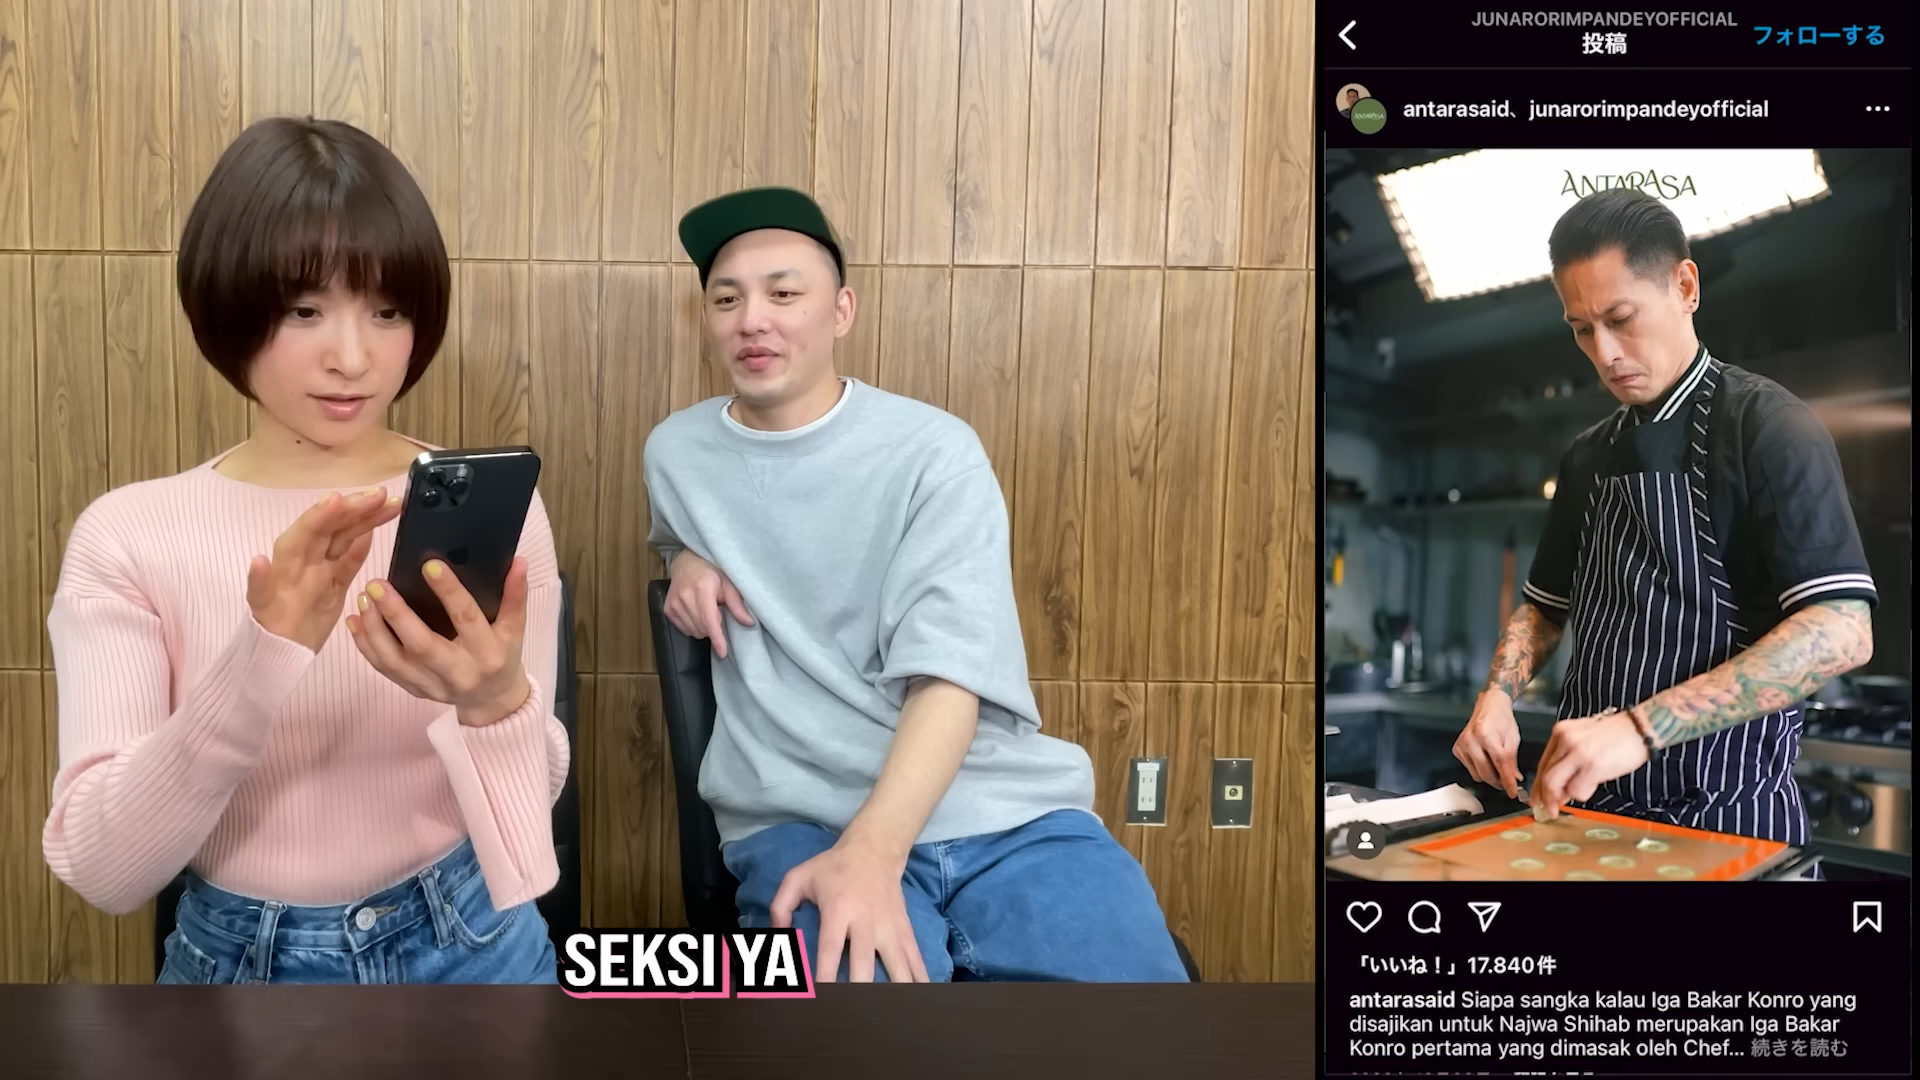 JUNARORIMPANDEYOFFICIAL
投稿
フォローする
antarasaid、junarorimpandeyofficial
ANTARASA
SEKSI YA
「いいね！」17.840件
antarasaid Siapa sangka kalau Iga Bakar Konro yang
disajikan untuk Najwa Shihab merupakan Iga Bakar
Konro pertama yang dimasak oleh Chef... 続きを読む